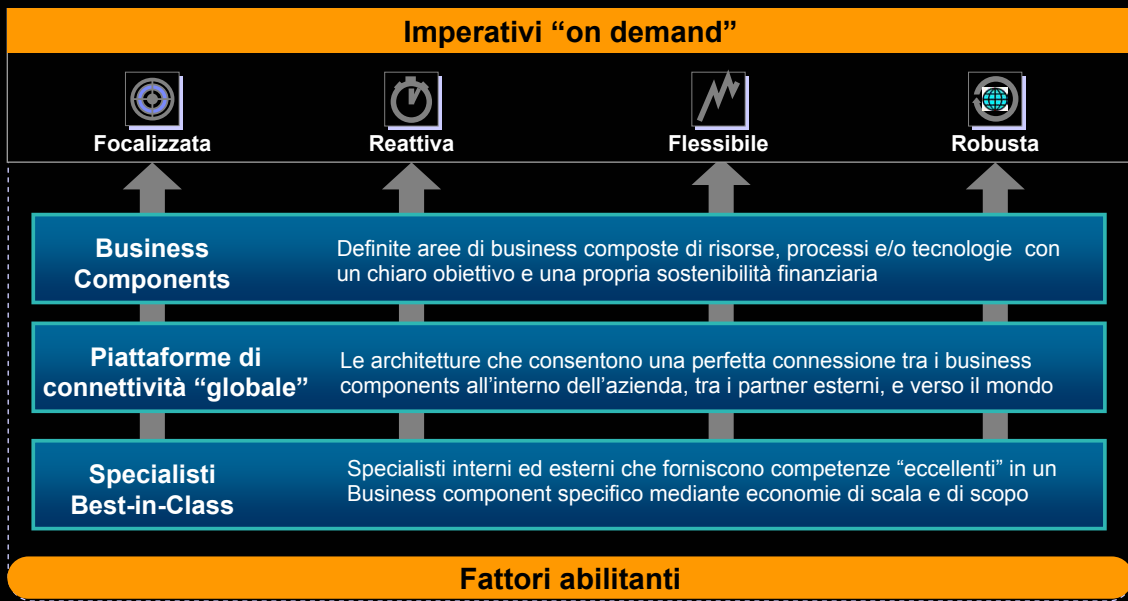 Imperativi “on demand”
Focalizzata
Reattiva
Flessibile
Robusta
Business
Components
Definite aree di business composte di risorse, processi e/o tecnologie con
un chiaro obiettivo e una propria sostenibilità finanziaria
Piattaforme di
connettività “globale”
Le architetture che consentono una perfetta connessione tra i business
components all’interno dell’azienda, tra i partner esterni, e verso il mondo
Specialisti
Best-in-Class
Specialisti interni ed esterni che forniscono competenze “eccellenti” in un
Business component specifico mediante economie di scala e di scopo
Fattori abilitanti